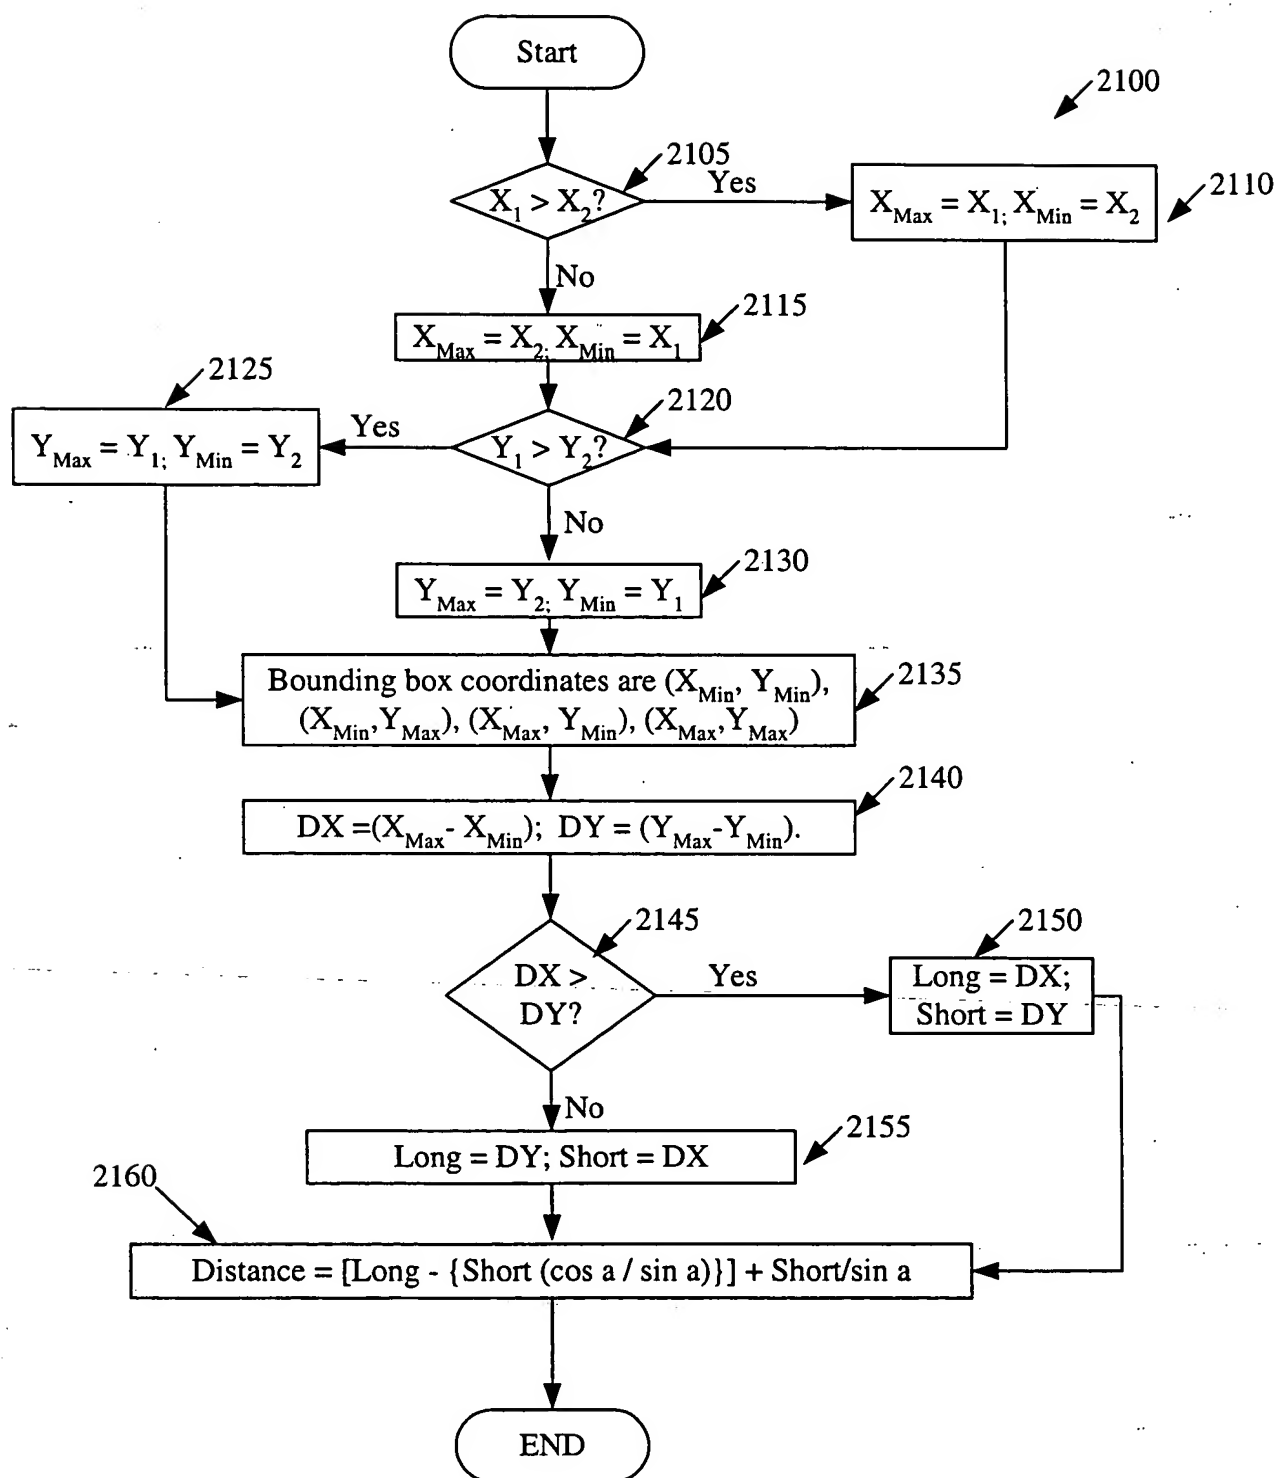 Start
2100
2105
X1 > X2?
Yes
XMax = X1; XMin = X2
2110
No
2115
XMax = X2; XMin = X1
2125
2120
YMax = Y1; YMin = Y2
Yes
Y1 > Y2?
No
2130
YMax = Y2; YMin = Y1
Bounding box coordinates are (XMin, YMin),
(XMin,YMax), (XMax, YMin), (XMax,YMax)
2135
2140
DX =(XMax- XMin); DY = (YMax-YMin).
2145
2150
DX >
DY?
Yes
Long = DX;
Short = DY
No
2155
Long = DY; Short = DX
2160
Distance = [Long - {Short (cos a / sin a)}] + Short/sin a
END